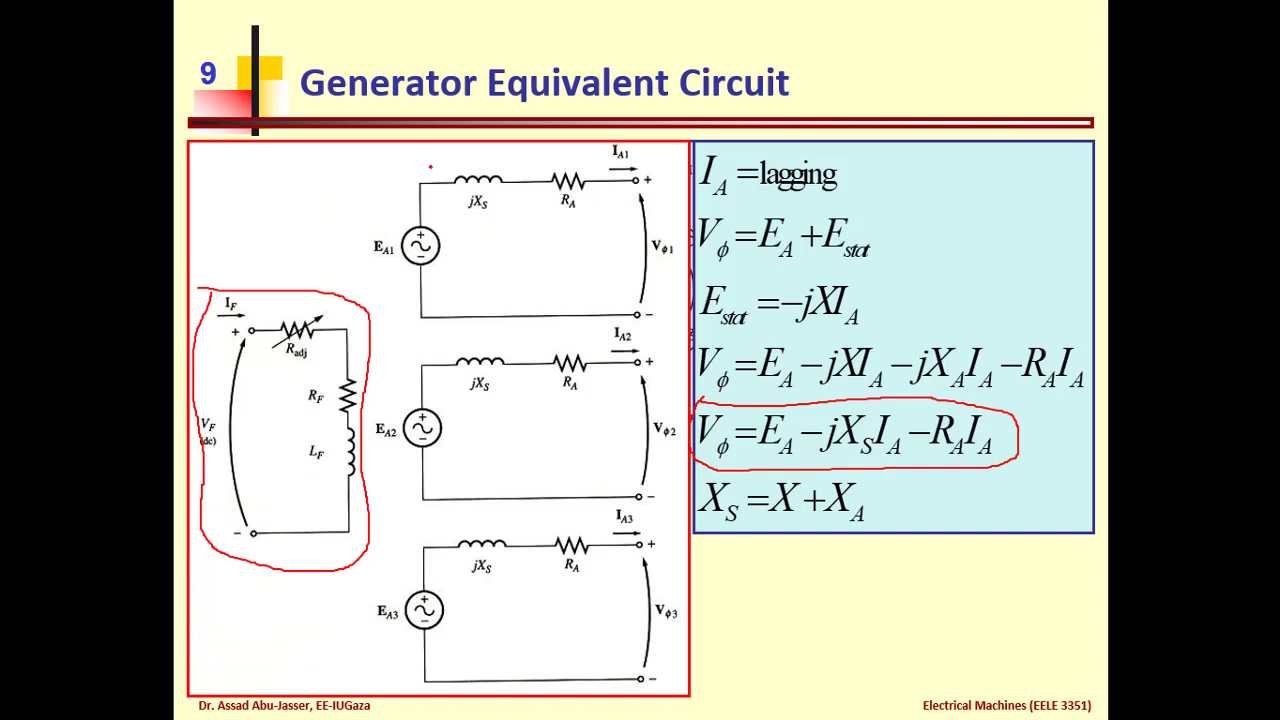 9
Generator Equivalent Circuit
I_A1
jX_S
R_A
+
E_A1
+
−
V_ϕ1
−
I_F
+
R_adj
R_F
V_F
(dc)
L_F
−
I_A2
jX_S
R_A
+
E_A2
+
−
V_ϕ2
−
I_A3
jX_S
R_A
+
E_A3
+
−
V_ϕ3
−
I_A = lagging
V_ϕ = E_A + E_stat
E_stat = −jXI_A
V_ϕ = E_A − jXI_A − jX_A I_A − R_A I_A
V_ϕ = E_A − jX_S I_A − R_A I_A
X_S = X + X_A
Dr. Assad Abu-Jasser, EE-IUGaza
Electrical Machines (EELE 3351)